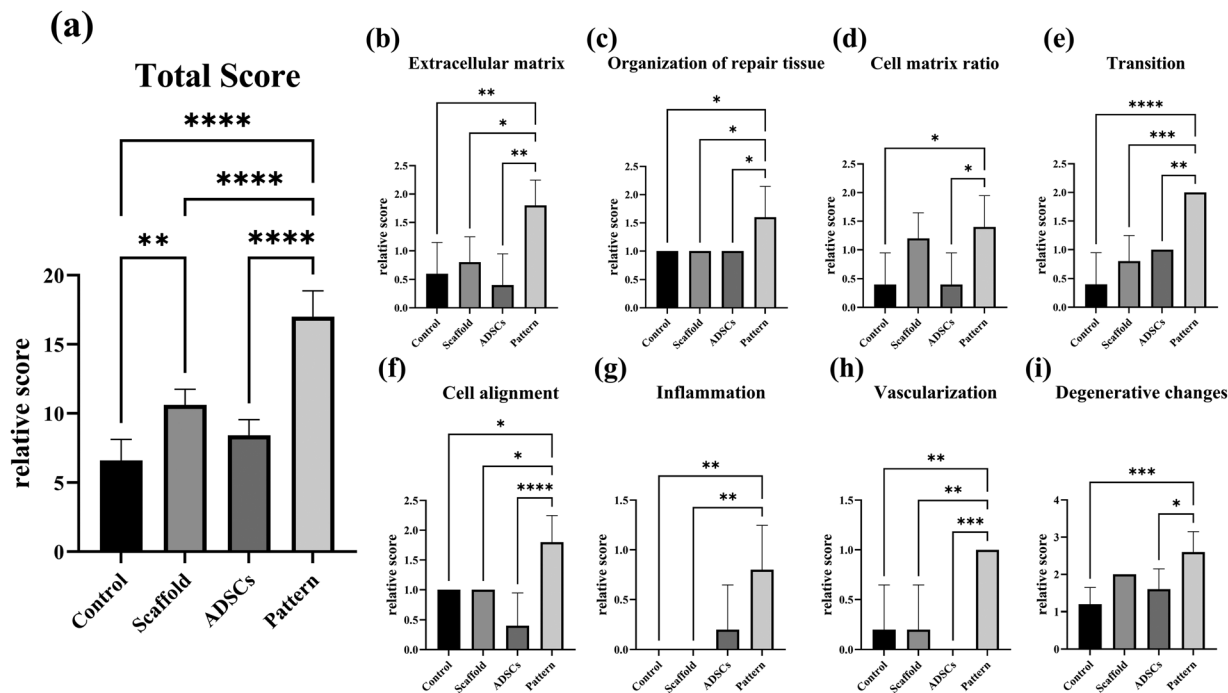 (a)
Total Score
****
****
**
****
relative score
20
15
10
5
0
Control
Scaffold
ADSCs
Pattern
(b)
Extracellular matrix
**
*
**
relative score
2.5
2.0
1.5
1.0
0.5
0.0
Control
Scaffold
ADSCs
Pattern
(c)
Organization of repair tissue
*
*
*
relative score
2.5
2.0
1.5
1.0
0.5
0.0
Control
Scaffold
ADSCs
Pattern
(d)
Cell matrix ratio
*
*
relative score
2.5
2.0
1.5
1.0
0.5
0.0
Control
Scaffold
ADSCs
Pattern
(e)
Transition
****
***
**
relative score
2.5
2.0
1.5
1.0
0.5
0.0
Control
Scaffold
ADSCs
Pattern
(f)
Cell alignment
*
*
****
relative score
2.5
2.0
1.5
1.0
0.5
0.0
Control
Scaffold
ADSCs
Pattern
(g)
Inflammation
**
**
relative score
1.5
1.0
0.5
0.0
Control
Scaffold
ADSCs
Pattern
(h)
Vascularization
**
**
***
relative score
1.5
1.0
0.5
0.0
Control
Scaffold
ADSCs
Pattern
(i)
Degenerative changes
***
*
relative score
4
3
2
1
0
Control
Scaffold
ADSCs
Pattern